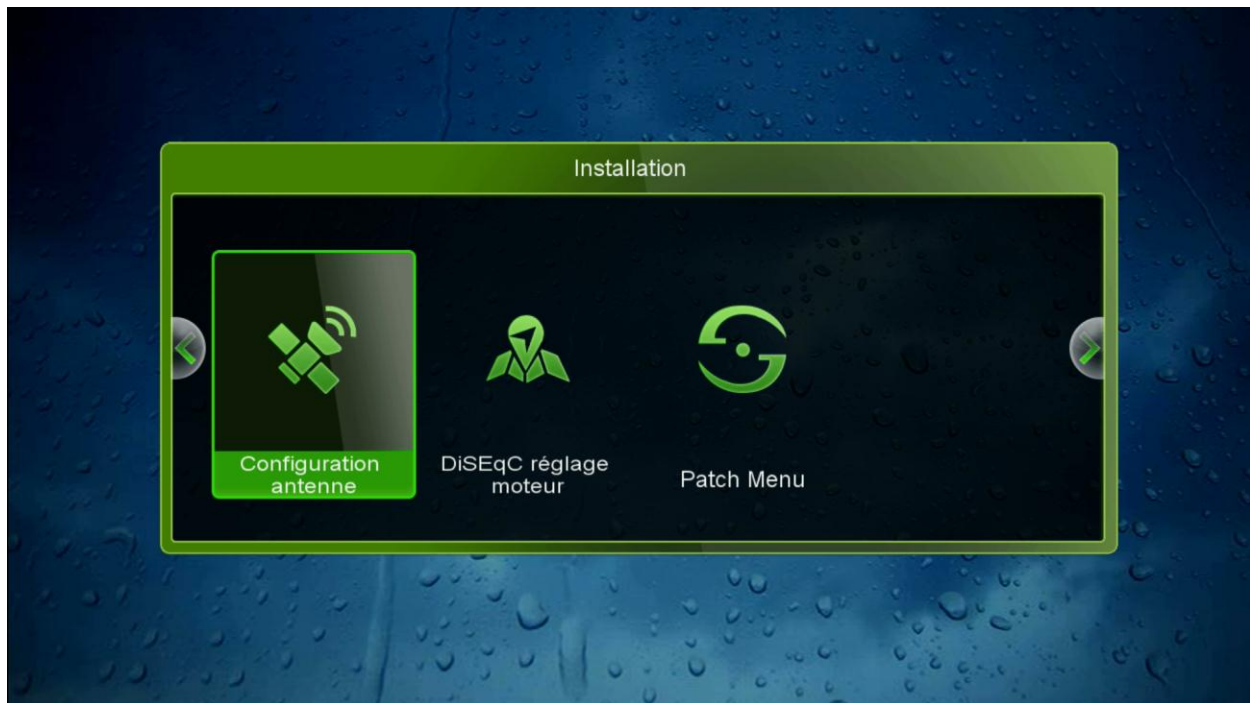 Installation
Configuration
antenne
DiSEqC réglage
moteur
Patch Menu